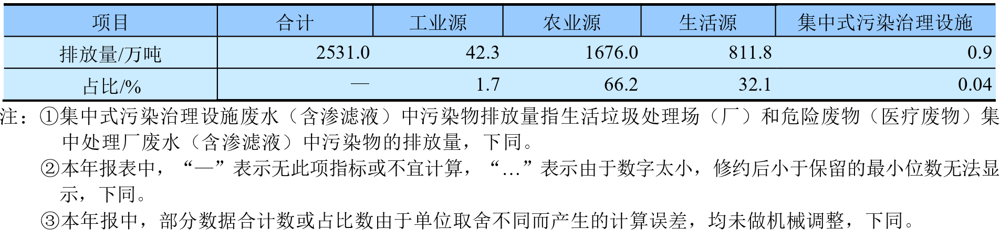 项目 合计 工业源 农业源 生活源 集中式污染治理设施
排放量/万吨 2531.0 42.3 1676.0 811.8 0.9
占比/% — 1.7 66.2 32.1 0.04
注：①集中式污染治理设施废水（含渗滤液）中污染物排放量指生活垃圾处理场（厂）和危险废物（医疗废物）集
中处理厂废水（含渗滤液）中污染物的排放量，下同。
②本年报表中，“—”表示无此项指标或不宜计算，“…”表示由于数字太小，修约后小于保留的最小位数无法显
示，下同。
③本年报中，部分数据合计数或占比数由于单位取舍不同而产生的计算误差，均未做机械调整，下同。